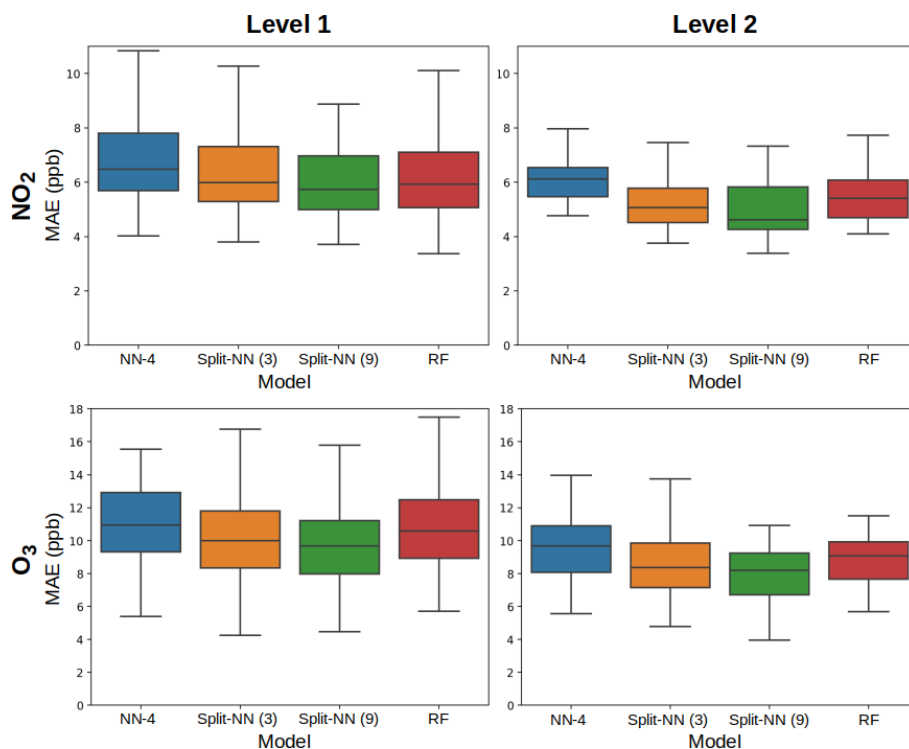 Level 1
Level 2
NO2
MAE (ppb)
10
8
6
4
2
0
NN-4 Split-NN (3) Split-NN (9) RF
Model
10
8
6
4
2
0
NN-4 Split-NN (3) Split-NN (9) RF
Model
O3
MAE (ppb)
18
16
14
12
10
8
6
4
2
0
NN-4 Split-NN (3) Split-NN (9) RF
Model
18
16
14
12
10
8
6
4
2
0
NN-4 Split-NN (3) Split-NN (9) RF
Model